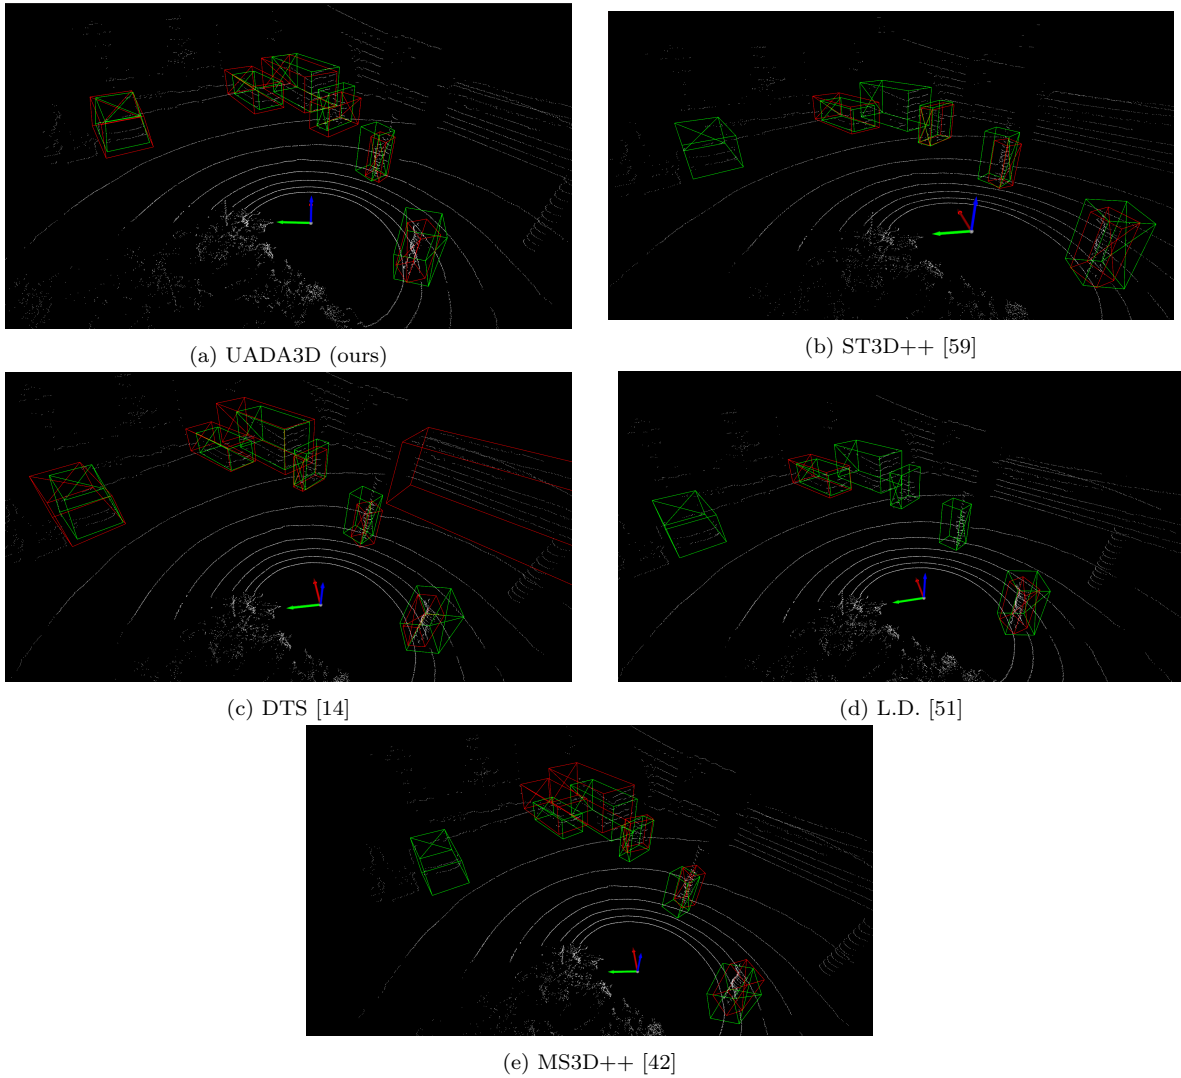 (a) UADA3D (ours)
(b) ST3D++ [59]
(c) DTS [14]
(d) L.D. [51]
(e) MS3D++ [42]